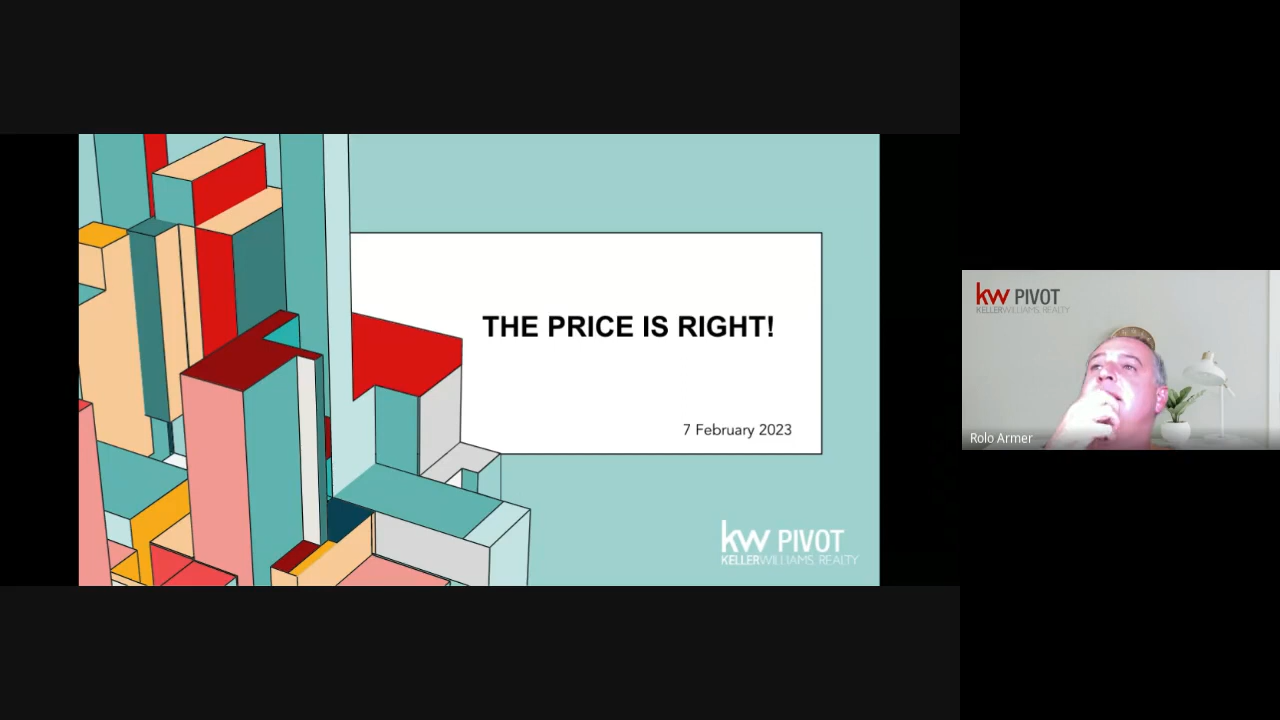 THE PRICE IS RIGHT!
7 February 2023
kw PIVOT
KELLERWILLIAMS. REALTY
kw PIVOT
KELLERWILLIAMS. REALTY
Rolo Armer